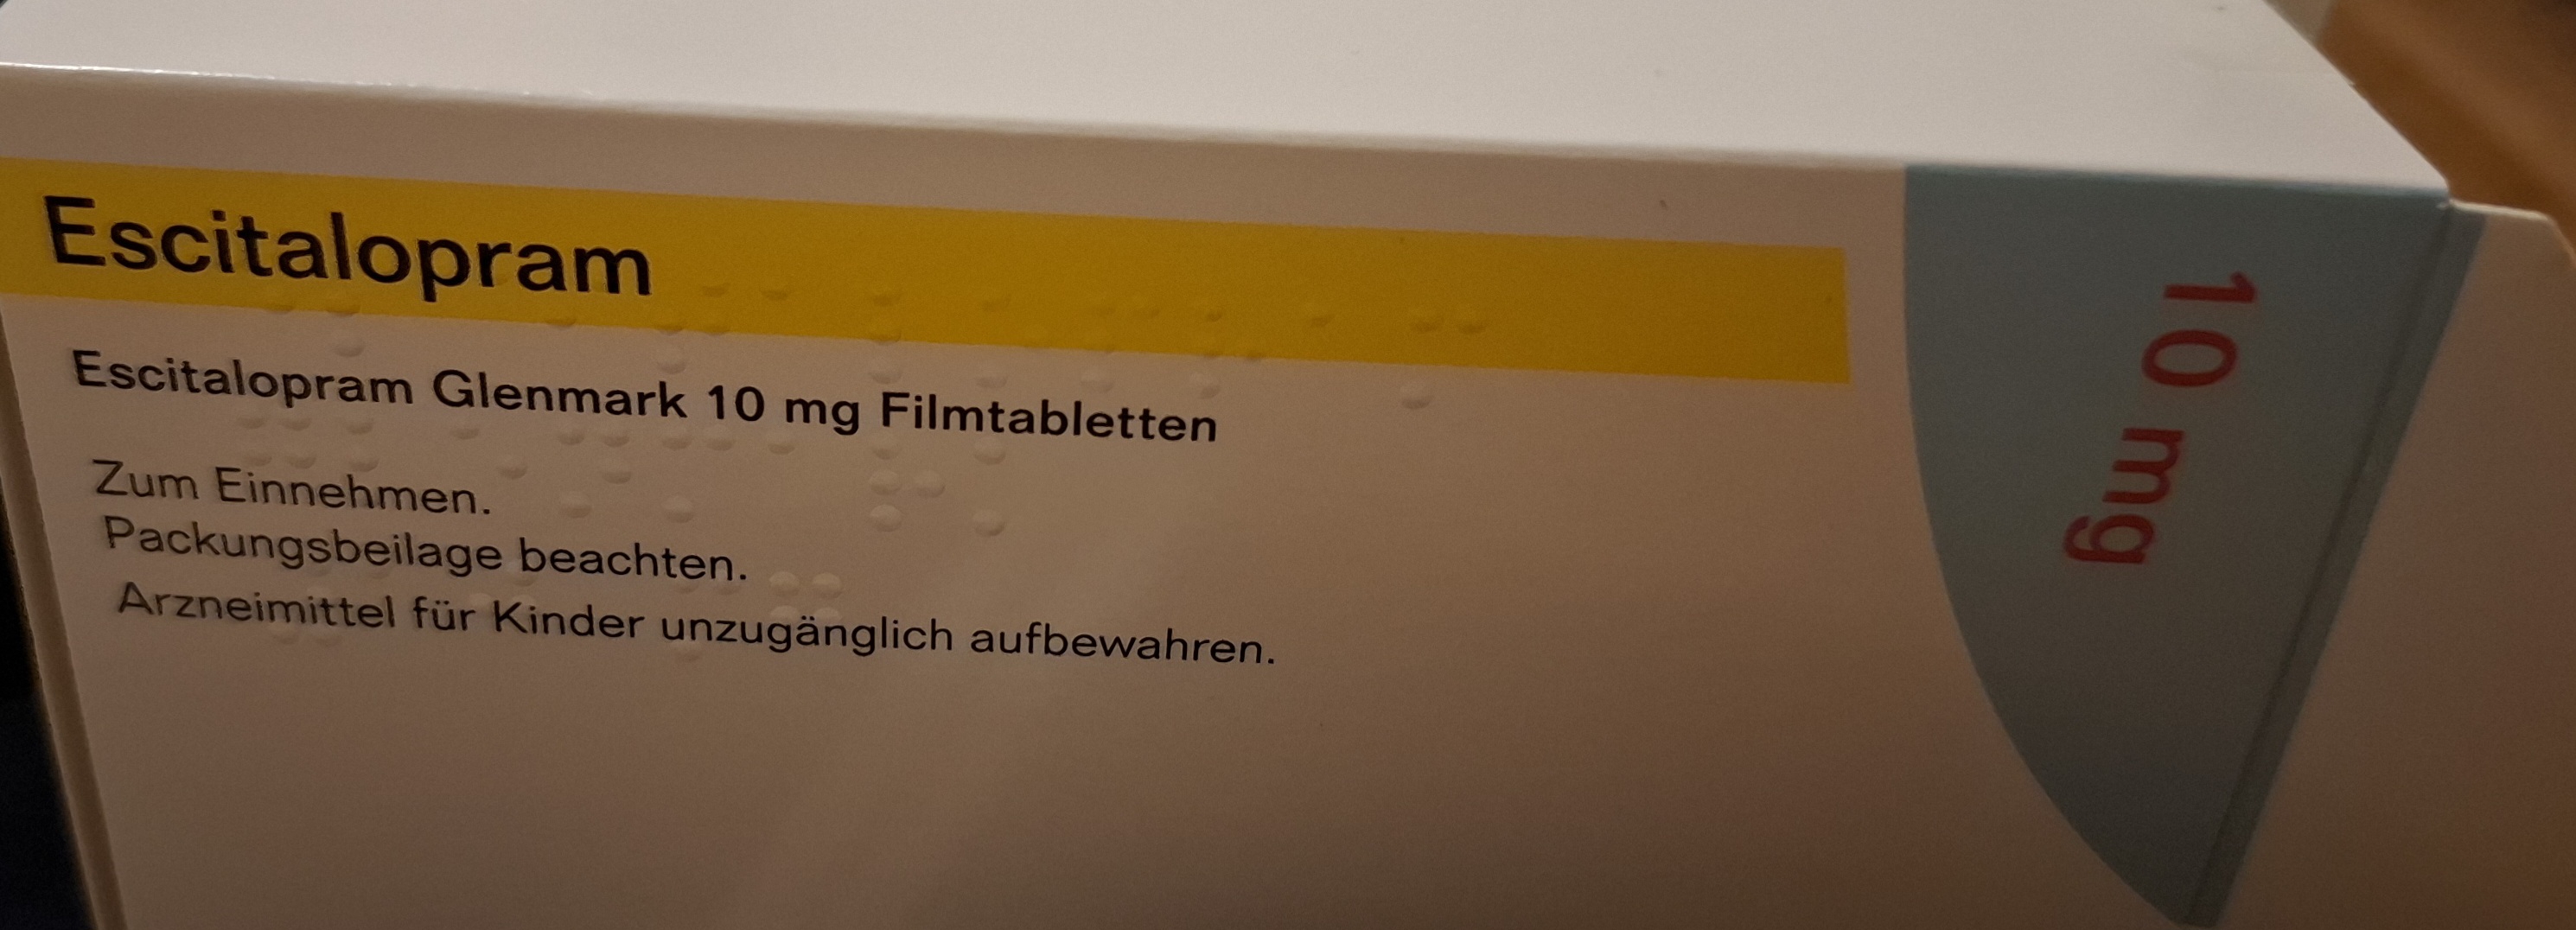 Escitalopram
Escitalopram Glenmark 10 mg Filmtabletten
Zum Einnehmen.
Packungsbeilage beachten.
Arzneimittel für Kinder unzugänglich aufbewahren.
10 mg